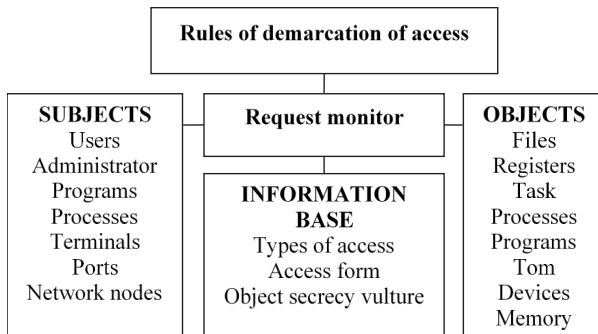 Rules of demarcation of access
SUBJECTS
Users
Administrator
Programs
Processes
Terminals
Ports
Network nodes
Request monitor
INFORMATION
BASE
Types of access
Access form
Object secrecy vulture
OBJECTS
Files
Registers
Task
Processes
Programs
Tom
Devices
Memory